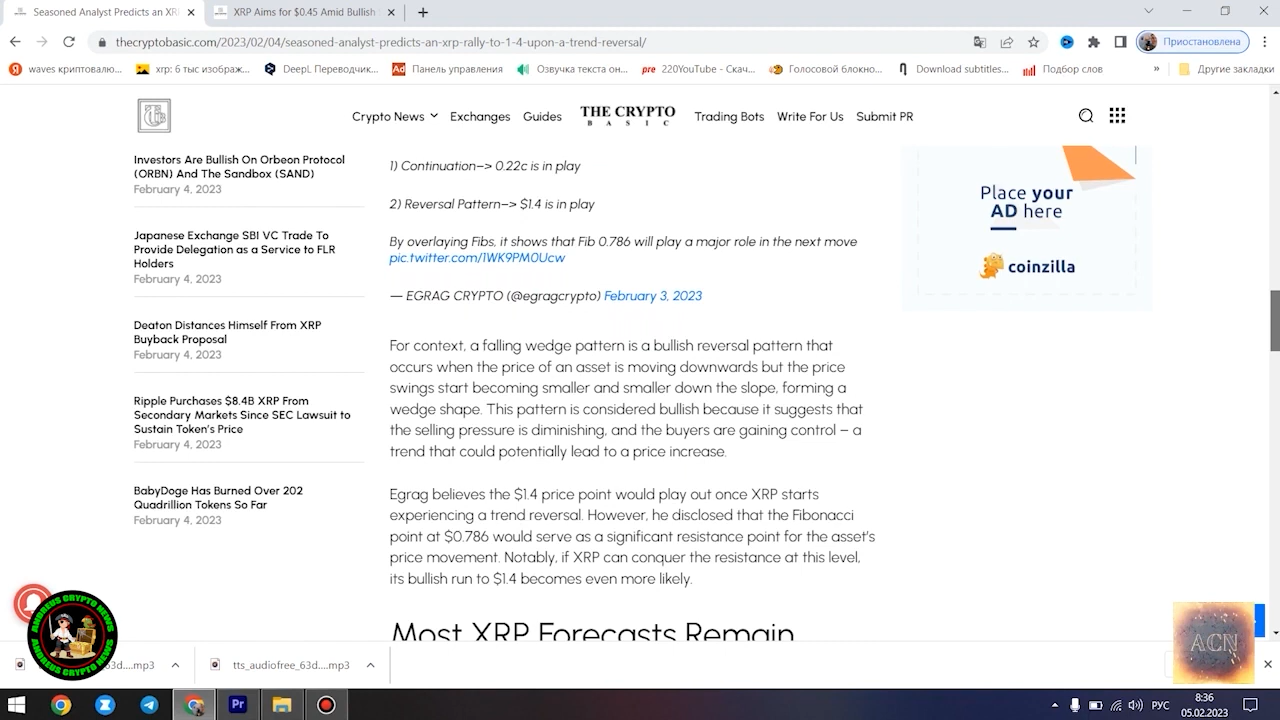 Seasoned Analyst Predicts an XRP
XRP Aims for $0.45 Amid Bullish
thecryptobasic.com/2023/02/04/seasoned-analyst-predicts-an-xrp-rally-to-1-4-upon-a-trend-reversal/
Приостановлена
waves криптовалю...
xrp: 6 тыс изображ...
DeepL Переводчик...
Ad Панель управления
Озвучка текста он...
pre 220YouTube - Скач...
Голосовой блокно...
Download subtitles...
Подбор слов
»
Другие закладки
Crypto News
Exchanges
Guides
THE CRYPTO
BASIC
Trading Bots
Write For Us
Submit PR
Investors Are Bullish On Orbeon Protocol
(ORBN) And The Sandbox (SAND)
February 4, 2023
Japanese Exchange SBI VC Trade To
Provide Delegation as a Service to FLR
Holders
February 4, 2023
Deaton Distances Himself From XRP
Buyback Proposal
February 4, 2023
Ripple Purchases $8.4B XRP From
Secondary Markets Since SEC Lawsuit to
Sustain Token's Price
February 4, 2023
BabyDoge Has Burned Over 202
Quadrillion Tokens So Far
February 4, 2023
1) Continuation–> 0.22c is in play
2) Reversal Pattern–> $1.4 is in play
By overlaying Fibs, it shows that Fib 0.786 will play a major role in the next move
pic.twitter.com/1WK9PM0Ucw
— EGRAG CRYPTO (@egragcrypto) February 3, 2023
For context, a falling wedge pattern is a bullish reversal pattern that
occurs when the price of an asset is moving downwards but the price
swings start becoming smaller and smaller down the slope, forming a
wedge shape. This pattern is considered bullish because it suggests that
the selling pressure is diminishing, and the buyers are gaining control – a
trend that could potentially lead to a price increase.
Egrag believes the $1.4 price point would play out once XRP starts
experiencing a trend reversal. However, he disclosed that the Fibonacci
point at $0.786 would serve as a significant resistance point for the asset's
price movement. Notably, if XRP can conquer the resistance at this level,
its bullish run to $1.4 becomes even more likely.
Most XRP Forecasts Remain
Place your
AD here
coinzilla
ANDREUS CRYPTO NEWS
ANDREUS CRYPTO NEWS
ACN
63d....mp3
tts_audiofree_63d....mp3
Pr
РУС
8:36
05.02.2023